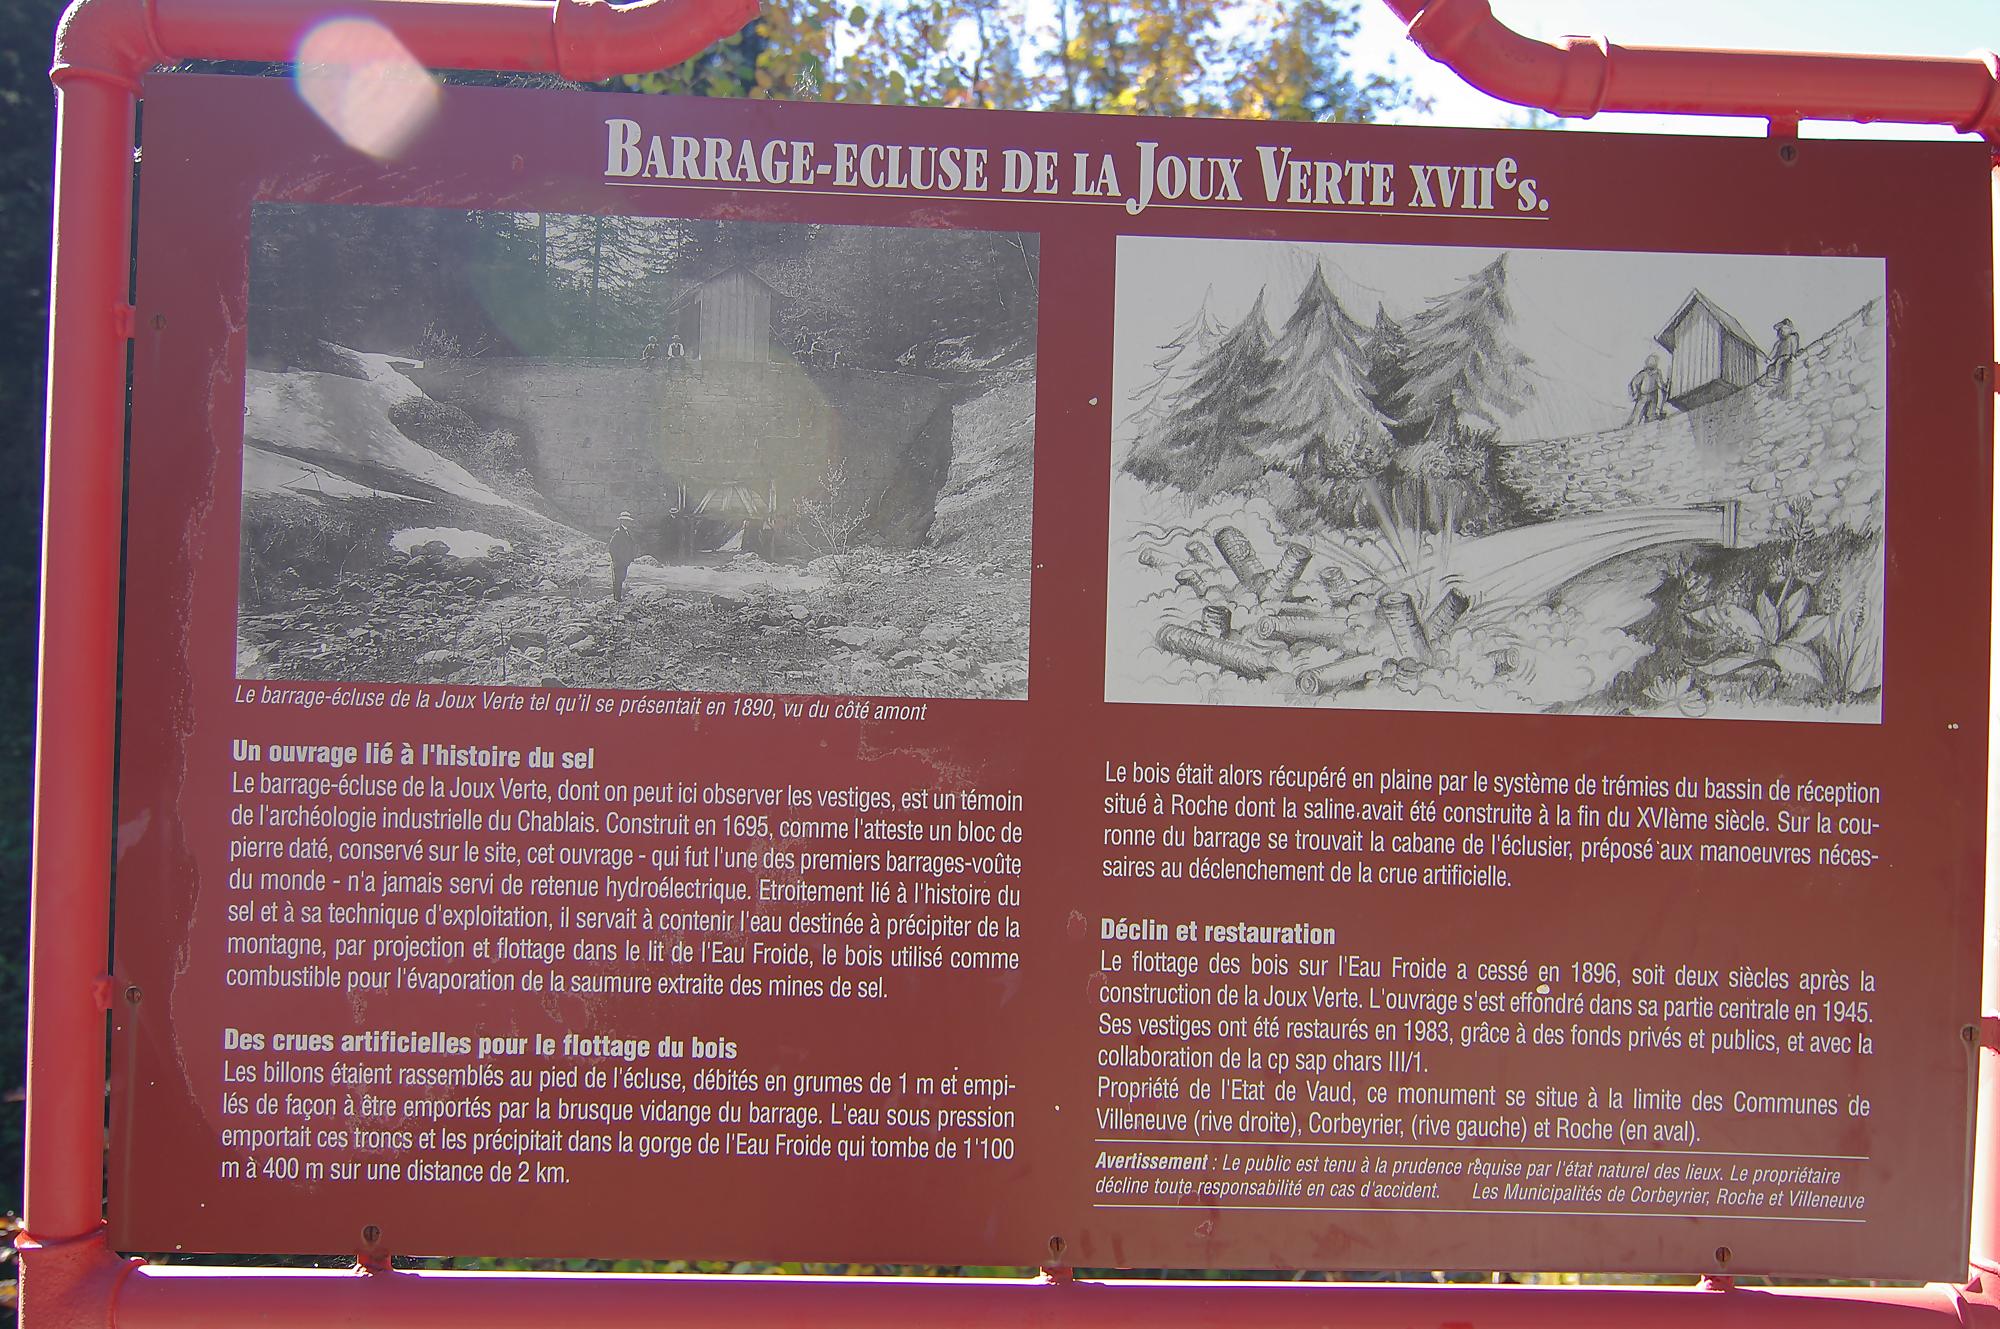 BARRAGE-ECLUSE DE LA JOUX VERTE XVIIes.
Le barrage-écluse de la Joux Verte tel qu'il se présentait en 1890, vu du côté amont
Un ouvrage lié à l'histoire du sel
Le barrage-écluse de la Joux Verte, dont on peut ici observer les vestiges, est un témoin
de l'archéologie industrielle du Chablais. Construit en 1695, comme l'atteste un bloc de
pierre daté, conservé sur le site, cet ouvrage - qui fut l'une des premiers barrages-voûte
du monde - n'a jamais servi de retenue hydroélectrique. Etroitement lié à l'histoire du
sel et à sa technique d'exploitation, il servait à contenir l'eau destinée à précipiter de la
montagne, par projection et flottage dans le lit de l'Eau Froide, le bois utilisé comme
combustible pour l'évaporation de la saumure extraite des mines de sel.
Des crues artificielles pour le flottage du bois
Les billons étaient rassemblés au pied de l'écluse, débités en grumes de 1 m et empi-
lés de façon à être emportés par la brusque vidange du barrage. L'eau sous pression
emportait ces troncs et les précipitait dans la gorge de l'Eau Froide qui tombe de 1'100
m à 400 m sur une distance de 2 km.
Le bois était alors récupéré en plaine par le système de trémies du bassin de réception
situé à Roche dont la saline avait été construite à la fin du XVIème siècle. Sur la cou-
ronne du barrage se trouvait la cabane de l'éclusier, préposé aux manoeuvres néces-
saires au déclenchement de la crue artificielle.
Déclin et restauration
Le flottage des bois sur l'Eau Froide a cessé en 1896, soit deux siècles après la
construction de la Joux Verte. L'ouvrage s'est effondré dans sa partie centrale en 1945.
Ses vestiges ont été restaurés en 1983, grâce à des fonds privés et publics, et avec la
collaboration de la cp sap chars III/1.
Propriété de l'Etat de Vaud, ce monument se situe à la limite des Communes de
Villeneuve (rive droite), Corbeyrier, (rive gauche) et Roche (en aval).
Avertissement : Le public est tenu à la prudence requise par l'état naturel des lieux. Le propriétaire
décline toute responsabilité en cas d'accident. Les Municipalités de Corbeyrier, Roche et Villeneuve